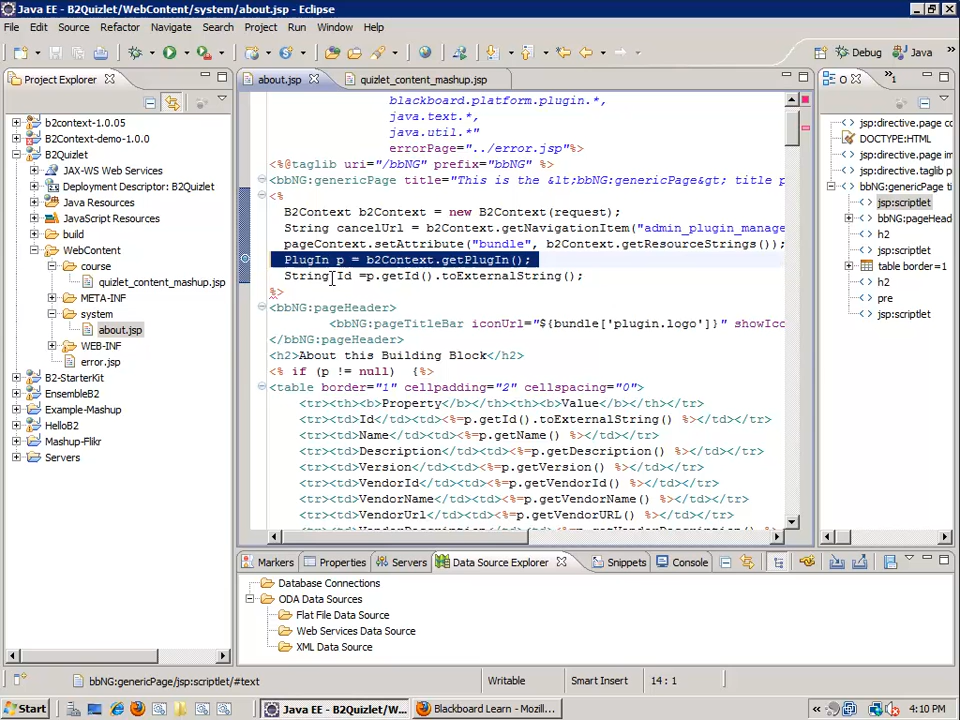 Java EE - B2Quizlet/WebContent/system/about.jsp - Eclipse
File Edit Source Refactor Navigate Search Project Run Window Help
Debug Java
Project Explorer
b2context-1.0.05
B2Context-demo-1.0.0
B2Quizlet
JAX-WS Web Services
Deployment Descriptor: B2Quizlet
Java Resources
JavaScript Resources
build
WebContent
course
quizlet_content_mashup.jsp
META-INF
system
about.jsp
WEB-INF
error.jsp
B2-StarterKit
EnsembleB2
Example-Mashup
HelloB2
Mashup-Flikr
Servers
about.jsp quizlet_content_mashup.jsp
blackboard.platform.plugin.*,
java.text.*,
java.util.*"
errorPage="../error.jsp"%>
<%@taglib uri="/bbNG" prefix="bbNG" %>
<bbNG:genericPage title="This is the &lt;bbNG:genericPage&gt; title p
<%
B2Context b2Context = new B2Context(request);
String cancelUrl = b2Context.getNavigationItem("admin_plugin_manage
pageContext.setAttribute("bundle", b2Context.getResourceStrings());
PlugIn p = b2Context.getPlugIn();
String Id =p.getId().toExternalString();
%>
<bbNG:pageHeader>
<bbNG:pageTitleBar iconUrl="${bundle['plugin.logo']}" showIco
</bbNG:pageHeader>
<h2>About this Building Block</h2>
<% if (p != null)  {%>
<table border="1" cellpadding="2" cellspacing="0">
<tr><th><b>Property</b></th><th><b>Value</b></th></tr>
<tr><td>Id</td><td><%=p.getId().toExternalString() %></td></tr>
<tr><td>Name</td><td><%=p.getName() %></td></tr>
<tr><td>Description</td><td><%=p.getDescription() %></td></tr>
<tr><td>Version</td><td><%=p.getVersion() %></td></tr>
<tr><td>VendorId</td><td><%=p.getVendorId() %></td></tr>
<tr><td>VendorName</td><td><%=p.getVendorName() %></td></tr>
<tr><td>VendorUrl</td><td><%=p.getVendorURL() %></td></tr>
<tr><td>VendorDescription</td><td><%=p.getVendorDescription() %></td>
O
1
jsp:directive.page c
DOCTYPE:HTML
jsp:directive.page im
jsp:directive.taglib p
bbNG:genericPage ti
jsp:scriptlet
bbNG:pageHead
h2
jsp:scriptlet
table border=1
h2
pre
jsp:scriptlet
Markers Properties Servers Data Source Explorer Snippets Console
Database Connections
ODA Data Sources
Flat File Data Source
Web Services Data Source
XML Data Source
bbNG:genericPage/jsp:scriptlet/#text Writable Smart Insert 14 : 1
Start Java EE - B2Quizlet/W... Blackboard Learn - Mozill... 4:10 PM